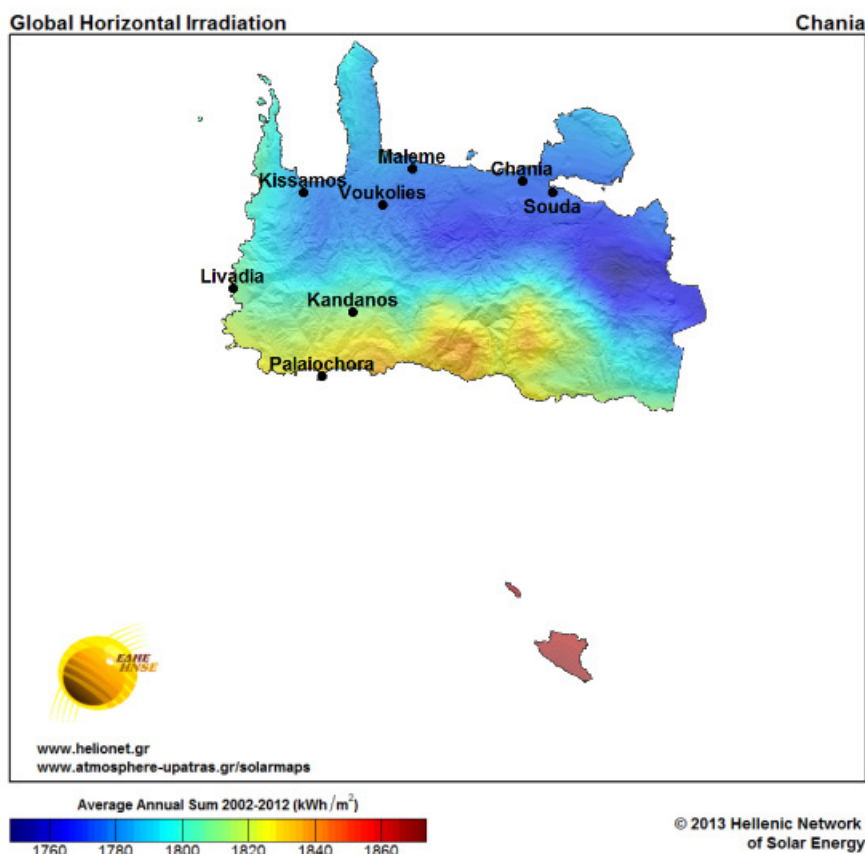 Global Horizontal Irradiation Chania
Maleme
Chania
Kissamos
Voukolies
Souda
Livadia
Kandanos
Palaiochora
ΕΔΗΕ
HNSE
www.helionet.gr
www.atmosphere-upatras.gr/solarmaps
Average Annual Sum 2002-2012 (kWh/m²)
1760 1780 1800 1820 1840 1860
© 2013 Hellenic Network
of Solar Energy